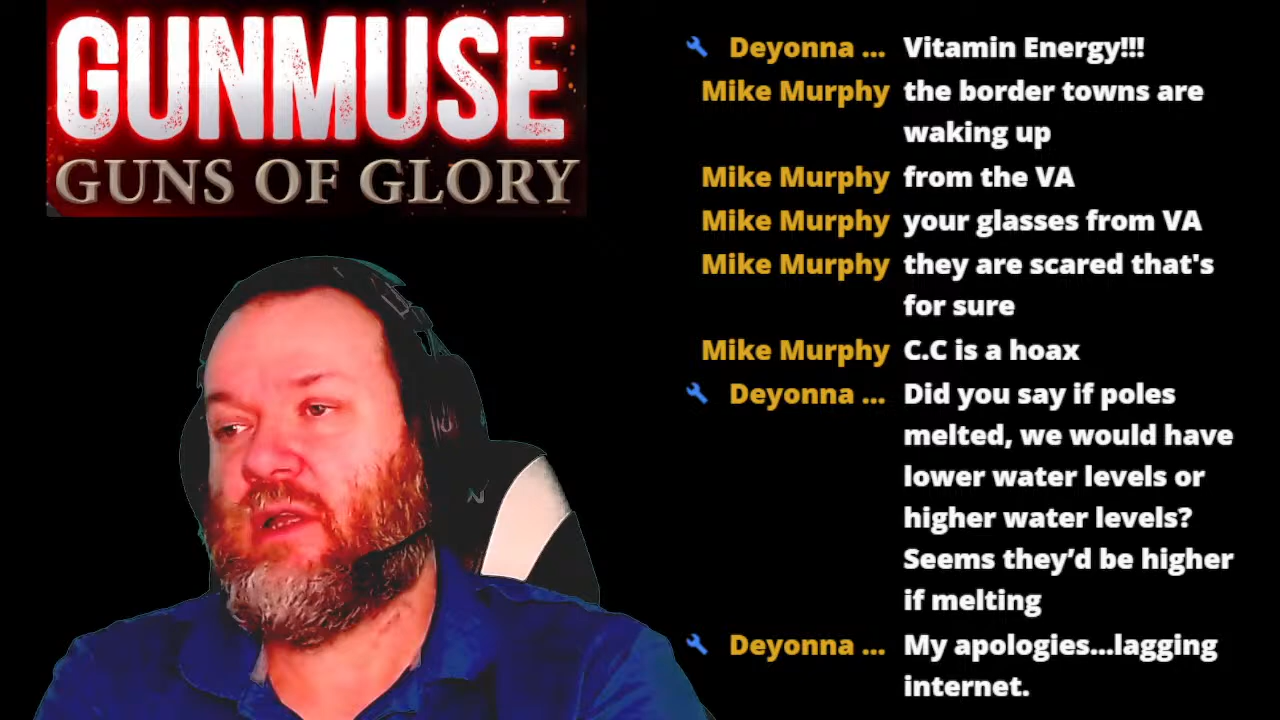 GUNMUSE
GUNS OF GLORY
Deyonna ... Vitamin Energy!!!
Mike Murphy the border towns are
waking up
Mike Murphy from the VA
Mike Murphy your glasses from VA
Mike Murphy they are scared that's
for sure
Mike Murphy C.C is a hoax
Deyonna ... Did you say if poles
melted, we would have
lower water levels or
higher water levels?
Seems they’d be higher
if melting
Deyonna ... My apologies...lagging
internet.